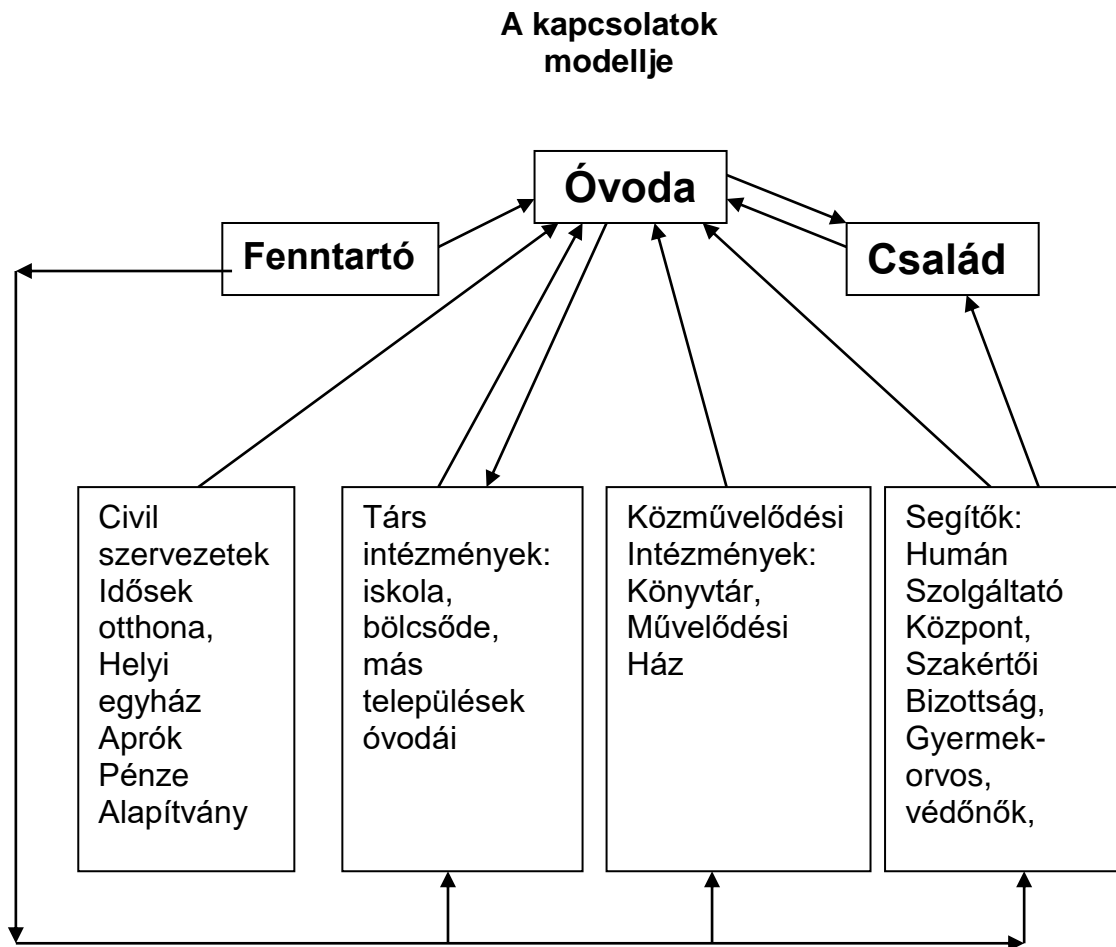 A kapcsolatok
modellje
Óvoda
Fenntartó
Család
Civil
szervezetek
Idősek
otthona,
Helyi
egyház
Aprók
Pénze
Alapítvány
Társ
intézmények:
iskola,
bölcsőde,
más
települések
óvodái
Közművelődési
Intézmények:
Könyvtár,
Művelődési
Ház
Segítők:
Humán
Szolgáltató
Központ,
Szakértői
Bizottság,
Gyermek-
orvos,
védőnők,